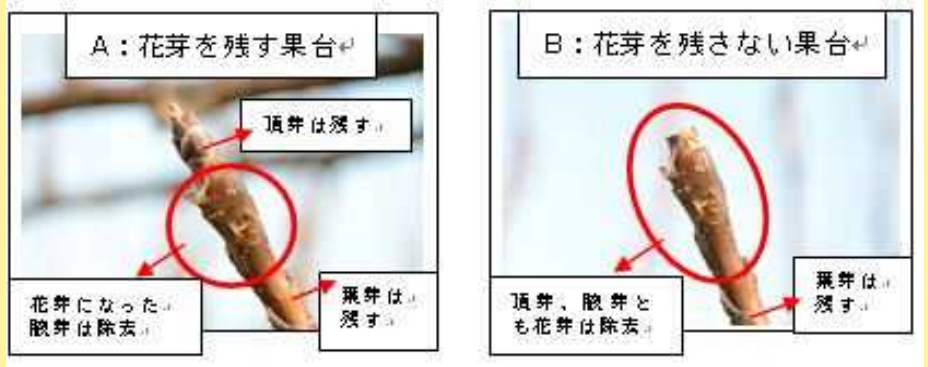 A：花芽を残す果台↵
頂芽は残す↵
花芽になった↵
腋芽は除去↵
葉芽は↵
残す↵
B：花芽を残さない果台↵
頂芽、腋芽と
も花芽は除去↵
葉芽は↵
残す↵